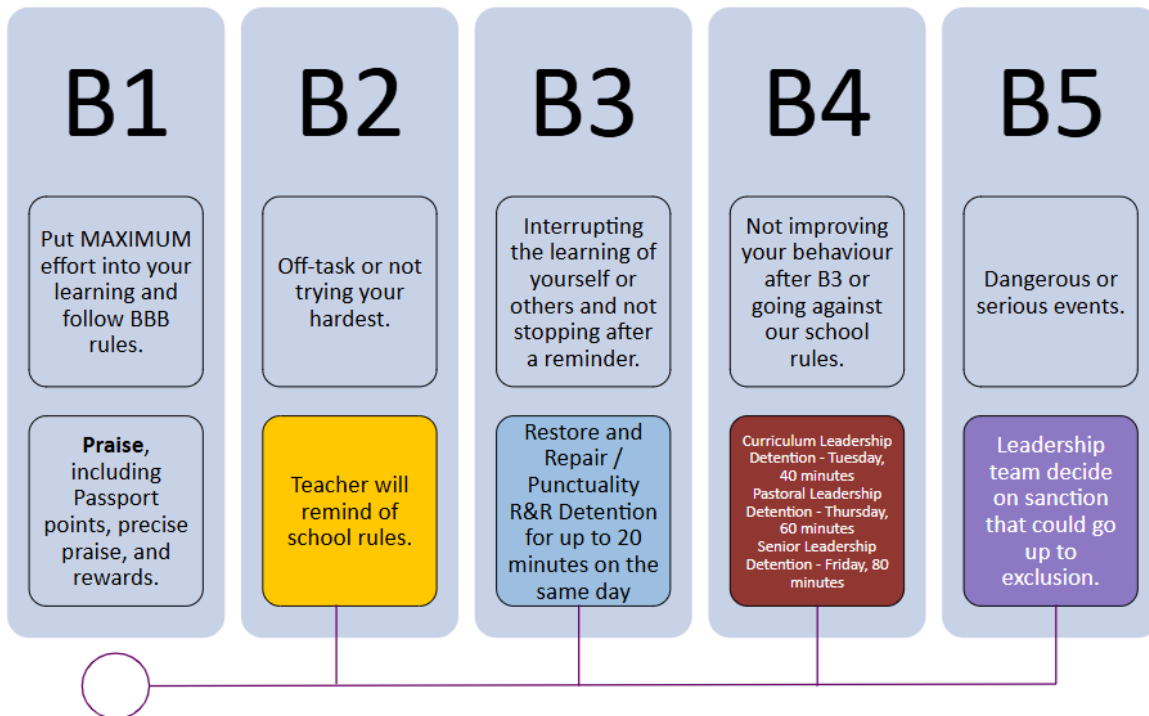 B1
Put MAXIMUM
effort into your
learning and
follow BBB
rules.
Praise,
including
Passport
points, precise
praise, and
rewards.
B2
Off-task or not
trying your
hardest.
Teacher will
remind of
school rules.
B3
Interrupting
the learning of
yourself or
others and not
stopping after
a reminder.
Restore and
Repair /
Punctuality
R&R Detention
for up to 20
minutes on the
same day
B4
Not improving
your behaviour
after B3 or
going against
our school
rules.
Curriculum Leadership
Detention - Tuesday,
40 minutes
Pastoral Leadership
Detention - Thursday,
60 minutes
Senior Leadership
Detention - Friday, 80
minutes
B5
Dangerous or
serious events.
Leadership
team decide
on sanction
that could go
up to
exclusion.